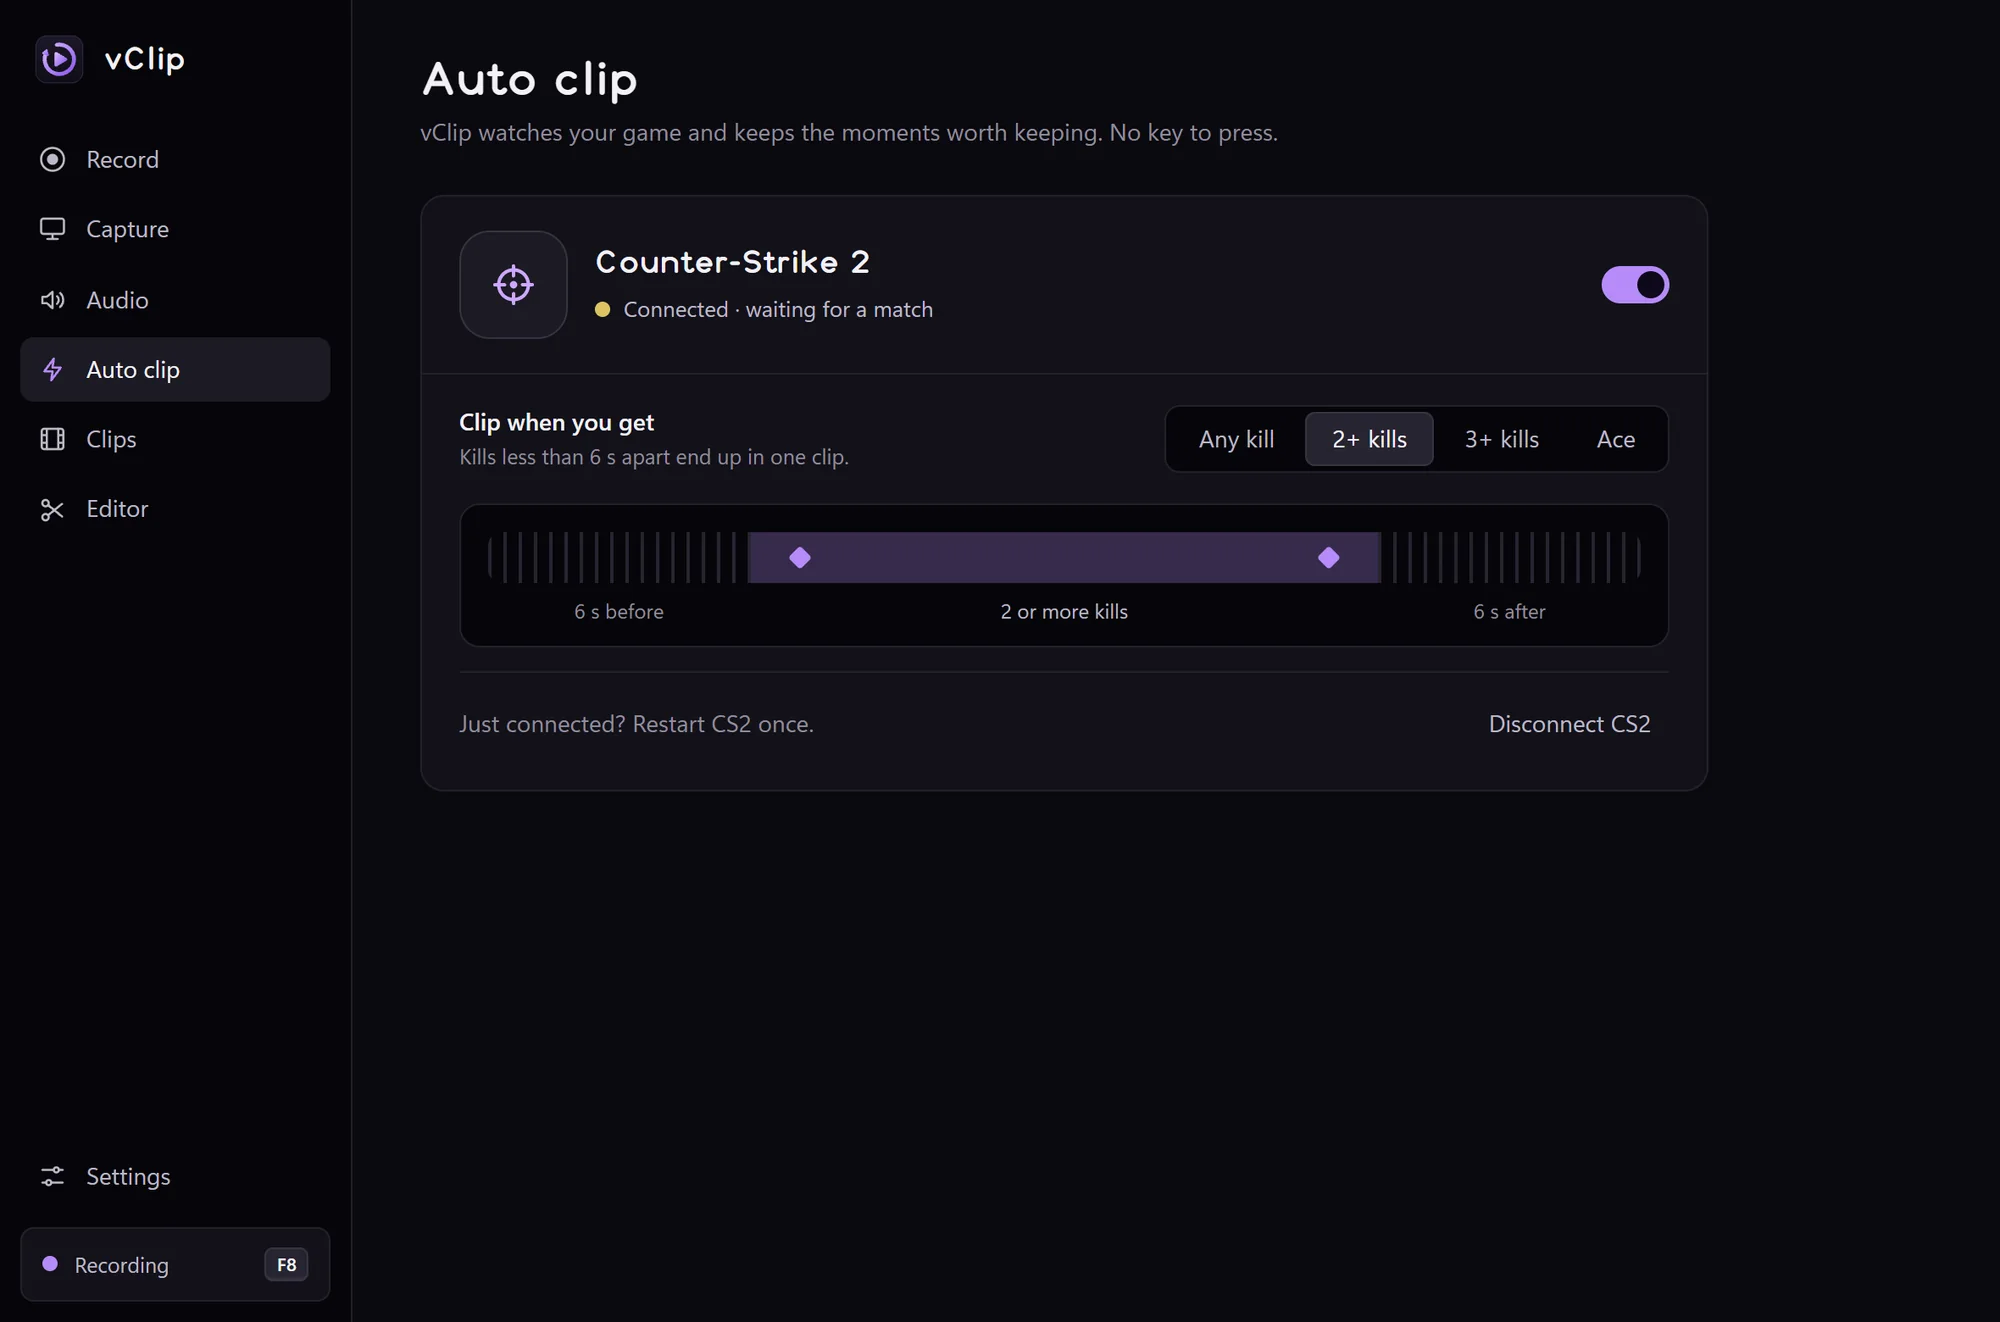 vClip
Record
Capture
Audio
Auto clip
Clips
Editor
Settings
Recording F8
Auto clip
vClip watches your game and keeps the moments worth keeping. No key to press.
Counter-Strike 2
Connected · waiting for a match
Clip when you get
Kills less than 6 s apart end up in one clip.
Any kill 2+ kills 3+ kills Ace
6 s before 2 or more kills 6 s after
Just connected? Restart CS2 once. Disconnect CS2